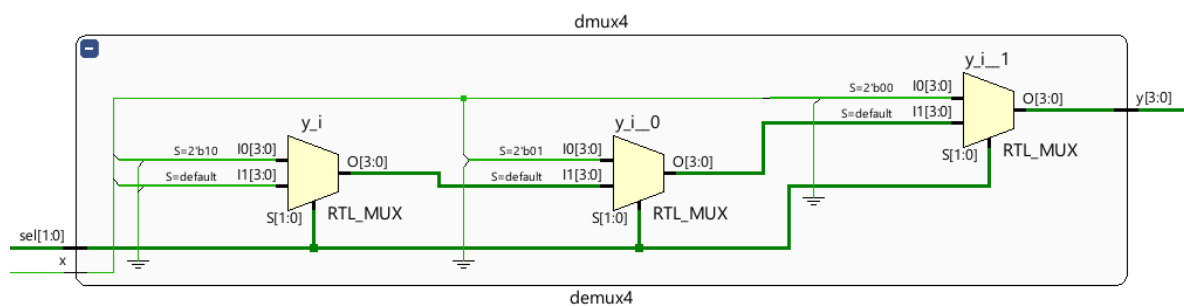 dmux4
y_i__1
S=2'b00 I0[3:0]
O[3:0] y[3:0]
S=default I1[3:0]
S[1:0] RTL_MUX
y_i
S=2'b10 I0[3:0]
O[3:0]
S=default I1[3:0]
S[1:0] RTL_MUX
y_i__0
S=2'b01 I0[3:0]
O[3:0]
S=default I1[3:0]
S[1:0] RTL_MUX
sel[1:0]
x
demux4